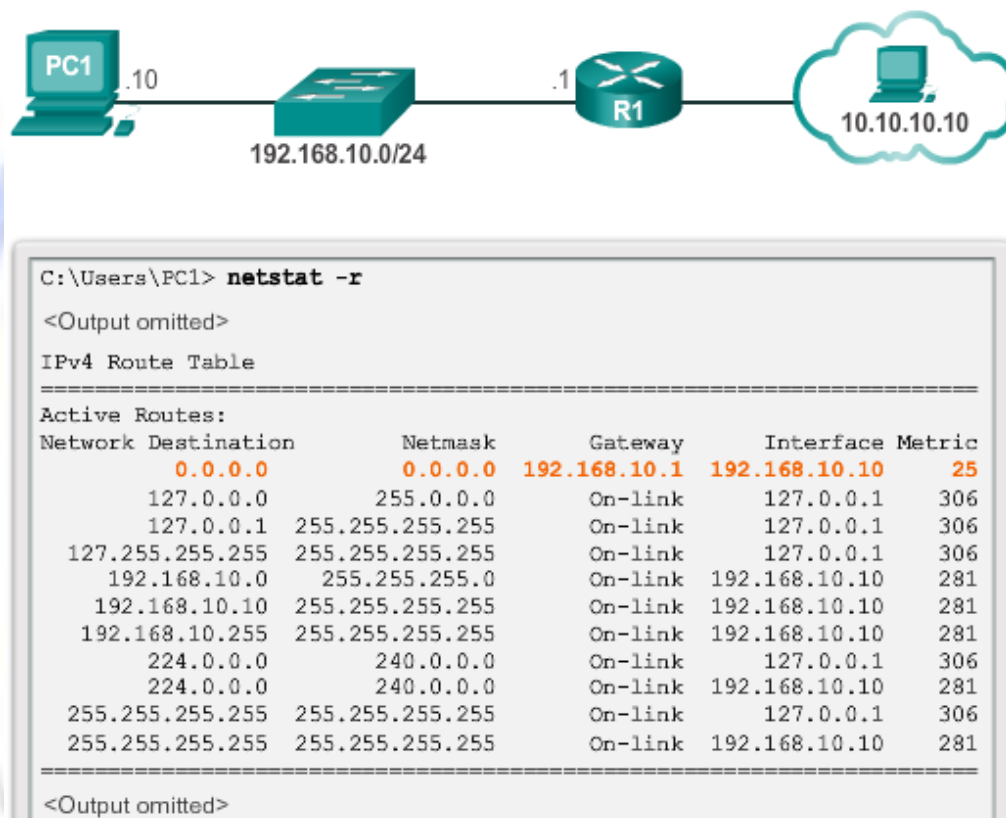 PC1 .10 .1 R1 10.10.10.10
192.168.10.0/24
C:\Users\PC1> netstat -r
<Output omitted>
IPv4 Route Table
===========================================================================
Active Routes:
Network Destination Netmask Gateway Interface Metric
0.0.0.0 0.0.0.0 192.168.10.1 192.168.10.10 25
127.0.0.0 255.0.0.0 On-link 127.0.0.1 306
127.0.0.1 255.255.255.255 On-link 127.0.0.1 306
127.255.255.255 255.255.255.255 On-link 127.0.0.1 306
192.168.10.0 255.255.255.0 On-link 192.168.10.10 281
192.168.10.10 255.255.255.255 On-link 192.168.10.10 281
192.168.10.255 255.255.255.255 On-link 192.168.10.10 281
224.0.0.0 240.0.0.0 On-link 127.0.0.1 306
224.0.0.0 240.0.0.0 On-link 192.168.10.10 281
255.255.255.255 255.255.255.255 On-link 127.0.0.1 306
255.255.255.255 255.255.255.255 On-link 192.168.10.10 281
===========================================================================
<Output omitted>